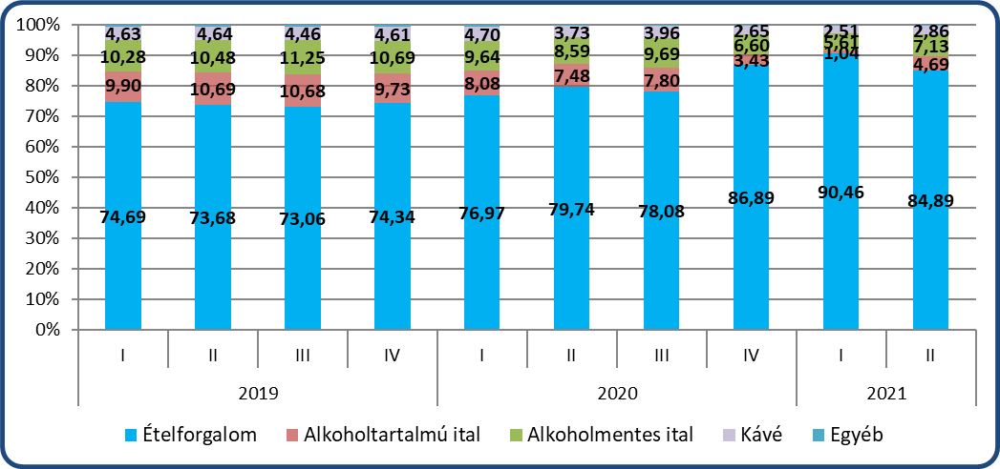 100%
90%
80%
70%
60%
50%
40%
30%
20%
10%
0%
4,63 4,64 4,46 4,61 4,70 3,73 3,96 2,65 2,51 2,86
10,28 10,48 11,25 10,69 9,64 8,59 9,69 6,60 5,81 7,13
9,90 10,69 10,68 9,73 8,08 7,48 7,80 3,43 1,04 4,69
74,69 73,68 73,06 74,34 76,97 79,74 78,08 86,89 90,46 84,89
I II III IV I II III IV I II
2019 2020 2021
Ételforgalom Alkoholtartalmú ital Alkoholmentes ital Kávé Egyéb